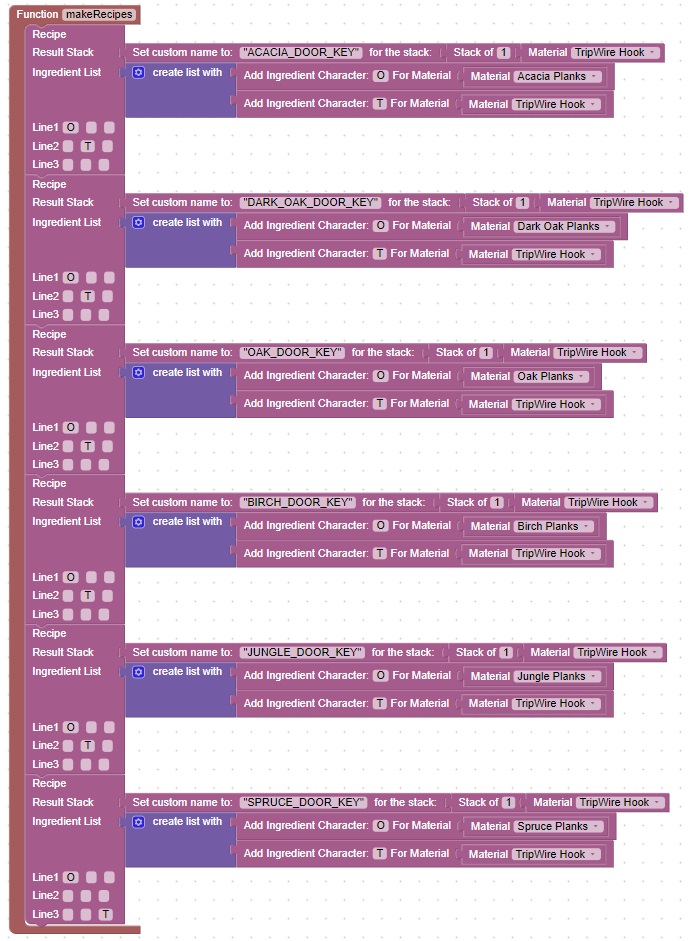 Function makeRecipes
Recipe
Result Stack Set custom name to: "ACACIA_DOOR_KEY" for the stack: Stack of 1 Material TripWire Hook
Ingredient List create list with Add Ingredient Character: O For Material Material Acacia Planks
Add Ingredient Character: T For Material Material TripWire Hook
Line1 O
Line2 T
Line3
Recipe
Result Stack Set custom name to: "DARK_OAK_DOOR_KEY" for the stack: Stack of 1 Material TripWire Hook
Ingredient List create list with Add Ingredient Character: O For Material Material Dark Oak Planks
Add Ingredient Character: T For Material Material TripWire Hook
Line1 O
Line2 T
Line3
Recipe
Result Stack Set custom name to: "OAK_DOOR_KEY" for the stack: Stack of 1 Material TripWire Hook
Ingredient List create list with Add Ingredient Character: O For Material Material Oak Planks
Add Ingredient Character: T For Material Material TripWire Hook
Line1 O
Line2 T
Line3
Recipe
Result Stack Set custom name to: "BIRCH_DOOR_KEY" for the stack: Stack of 1 Material TripWire Hook
Ingredient List create list with Add Ingredient Character: O For Material Material Birch Planks
Add Ingredient Character: T For Material Material TripWire Hook
Line1 O
Line2 T
Line3
Recipe
Result Stack Set custom name to: "JUNGLE_DOOR_KEY" for the stack: Stack of 1 Material TripWire Hook
Ingredient List create list with Add Ingredient Character: O For Material Material Jungle Planks
Add Ingredient Character: T For Material Material TripWire Hook
Line1 O
Line2 T
Line3
Recipe
Result Stack Set custom name to: "SPRUCE_DOOR_KEY" for the stack: Stack of 1 Material TripWire Hook
Ingredient List create list with Add Ingredient Character: O For Material Material Spruce Planks
Add Ingredient Character: T For Material Material TripWire Hook
Line1 O
Line2
Line3 T